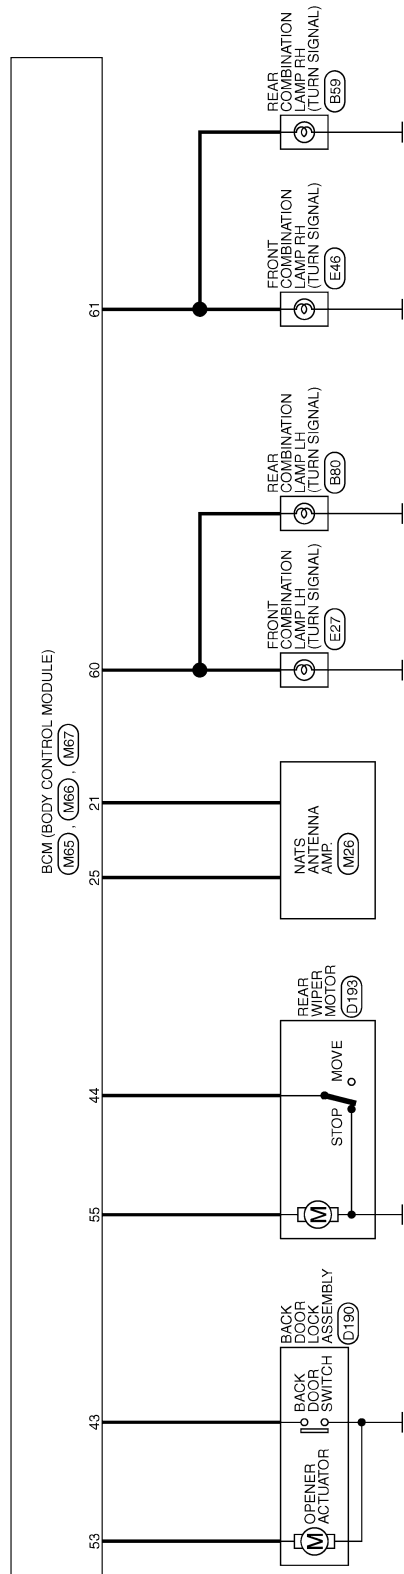 BCM (BODY CONTROL MODULE)
M65 , M66 , M67
53
43
55
44
25
21
60
61
BACK
DOOR
LOCK
ASSEMBLY
D190
OPENER
ACTUATOR
M
BACK
DOOR
SWITCH
REAR
WIPER
MOTOR
D193
M
STOP
MOVE
NATS
ANTENNA
AMP.
M26
FRONT
COMBINATION
LAMP LH
(TURN SIGNAL)
E27
REAR
COMBINATION
LAMP LH
(TURN SIGNAL)
B80
FRONT
COMBINATION
LAMP RH
(TURN SIGNAL)
E46
REAR
COMBINATION
LAMP RH
(TURN SIGNAL)
B59